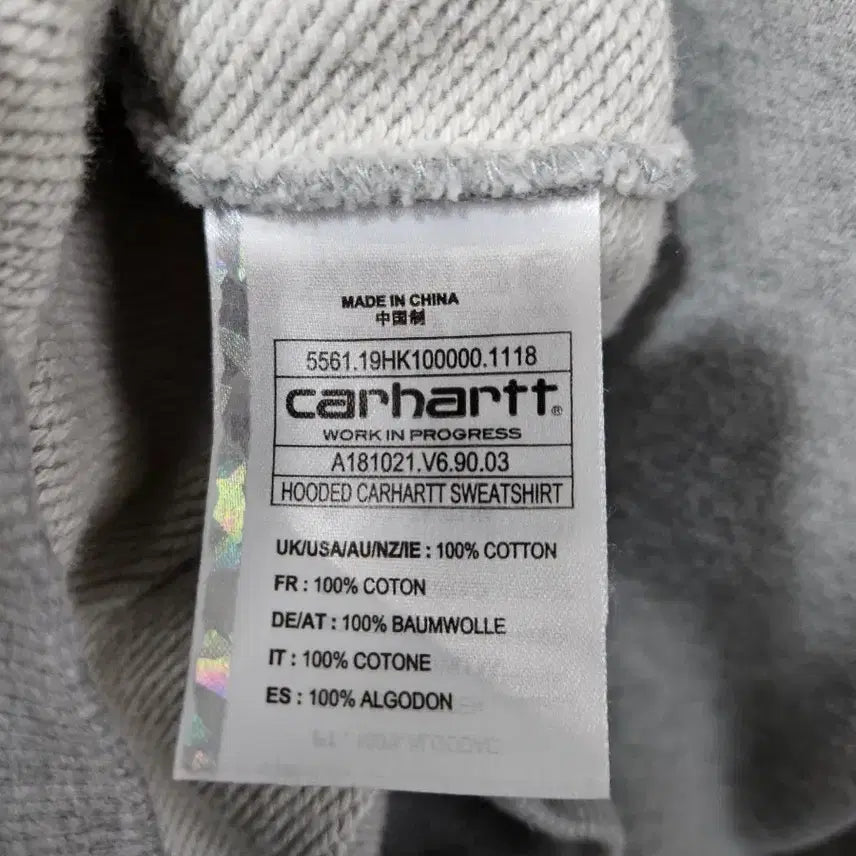 MADE IN CHINA
中国制
5561.19HK100000.1118
carhartt®
WORK IN PROGRESS
A181021.V6.90.03
HOODED CARHARTT SWEATSHIRT
UK/USA/AU/NZ/IE : 100% COTTON
FR : 100% COTON
DE/AT : 100% BAUMWOLLE
IT : 100% COTONE
ES : 100% ALGODON